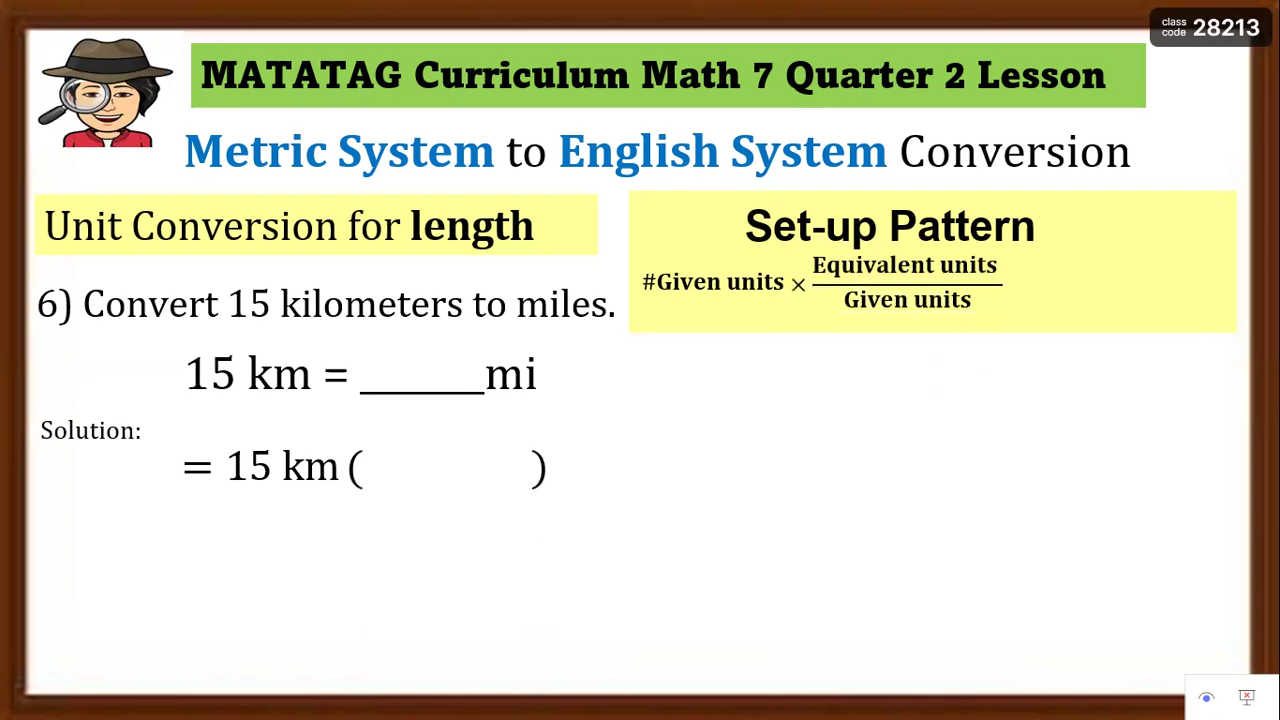 class code 28213
MATATAG Curriculum Math 7 Quarter 2 Lesson
Metric System to English System Conversion
Unit Conversion for length
Set-up Pattern
#Given units × Equivalent units / Given units
6) Convert 15 kilometers to miles.
15 km = ______mi
Solution:
= 15 km ( )